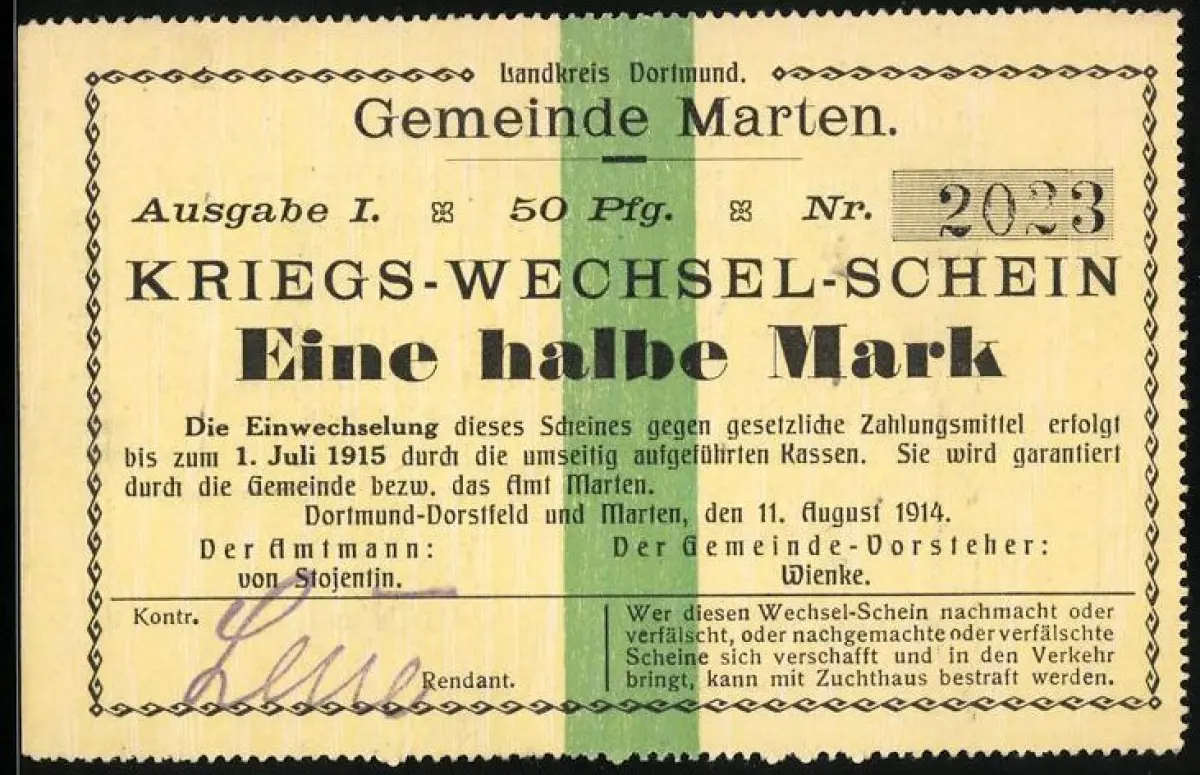 Landkreis Dortmund.
Gemeinde Marten.
Ausgabe I. 50 Pfg. Nr. 2023
KRIEGS-WECHSEL-SCHEIN
Eine halbe Mark
Die Einwechselung dieses Scheines gegen gesetzliche Zahlungsmittel erfolgt
bis zum 1. Juli 1915 durch die umseitig aufgeführten Kassen. Sie wird garantiert
durch die Gemeinde bezw. das Amt Marten.
Dortmund-Dorstfeld und Marten, den 11. August 1914.
Der Amtmann: Der Gemeinde-Vorsteher:
von Stojentin. Wienke.
Kontr.
Rendant.
Wer diesen Wechsel-Schein nachmacht oder
verfälscht, oder nachgemachte oder verfälschte
Scheine sich verschafft und in den Verkehr
bringt, kann mit Zuchthaus bestraft werden.